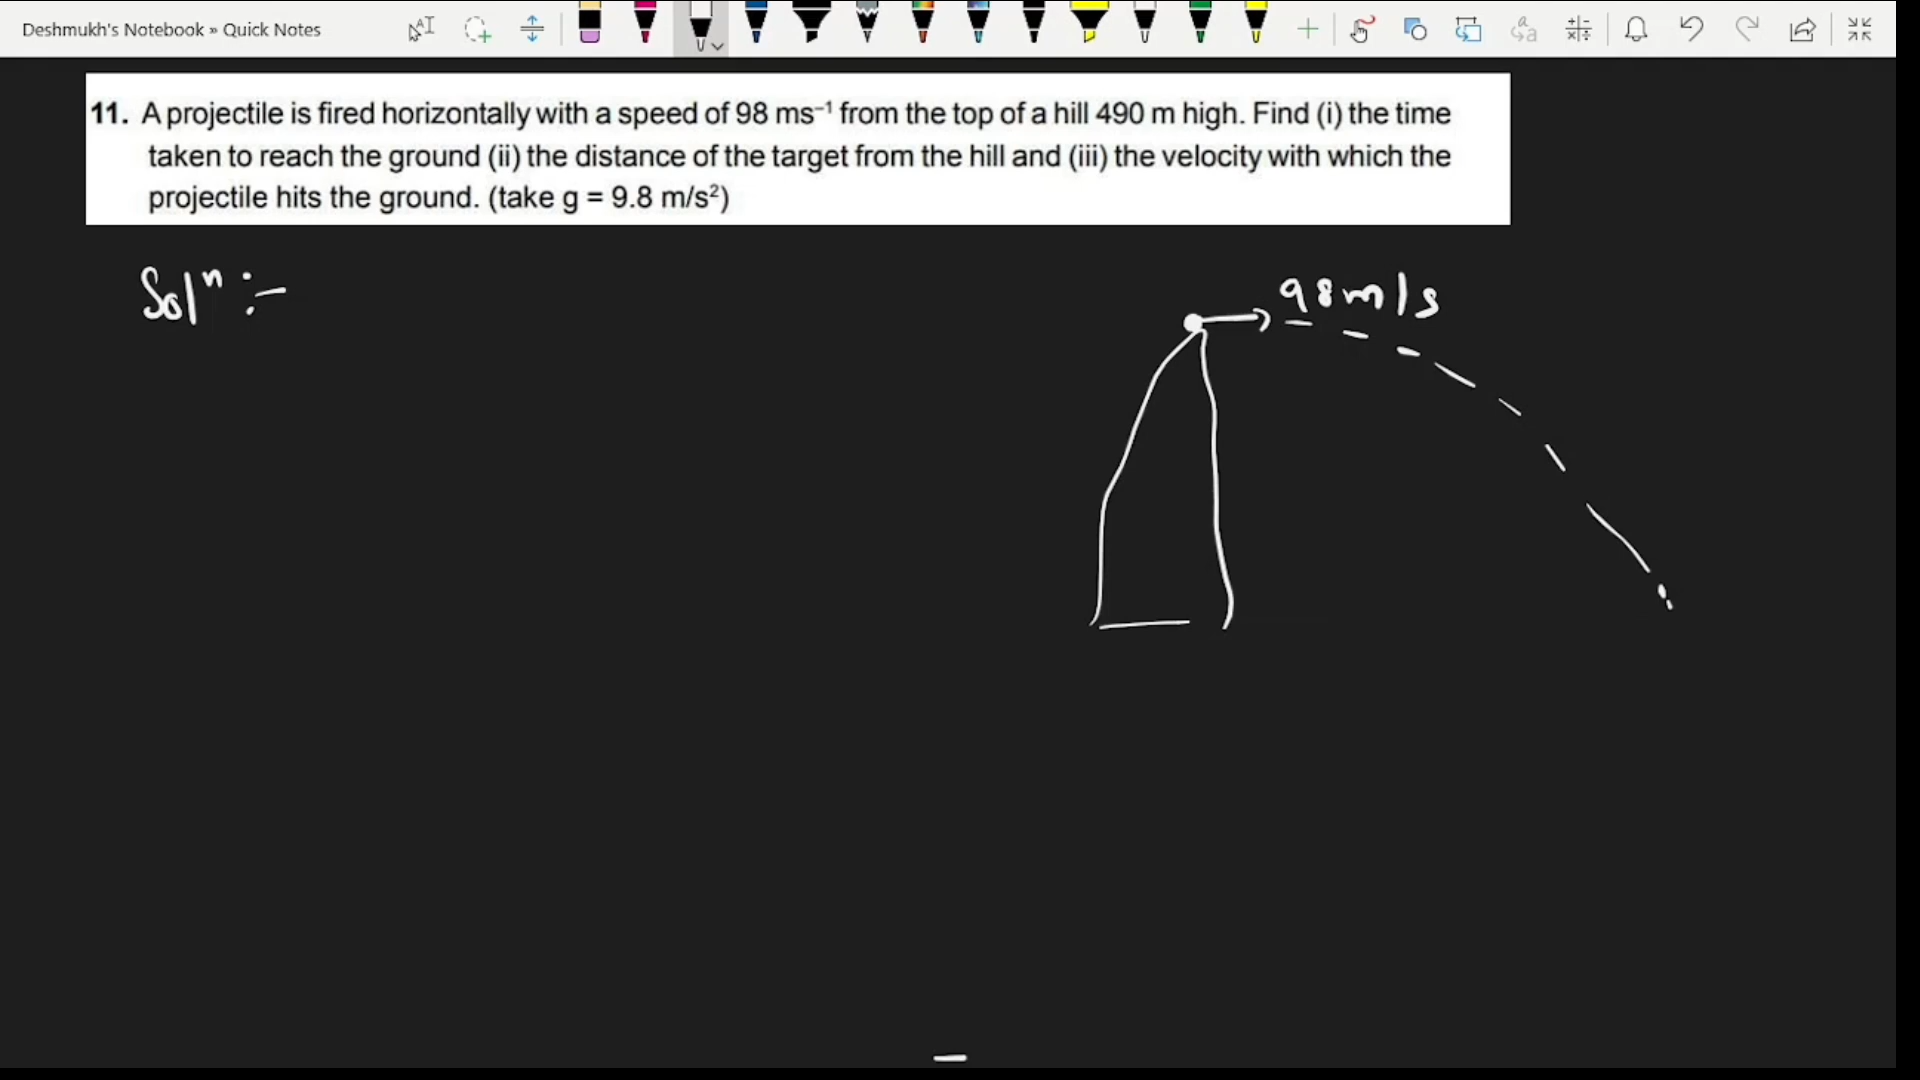 Deshmukh's Notebook » Quick Notes
11. A projectile is fired horizontally with a speed of 98 ms⁻¹ from the top of a hill 490 m high. Find (i) the time
taken to reach the ground (ii) the distance of the target from the hill and (iii) the velocity with which the
projectile hits the ground. (take g = 9.8 m/s²)
Solⁿ :-
98m/s